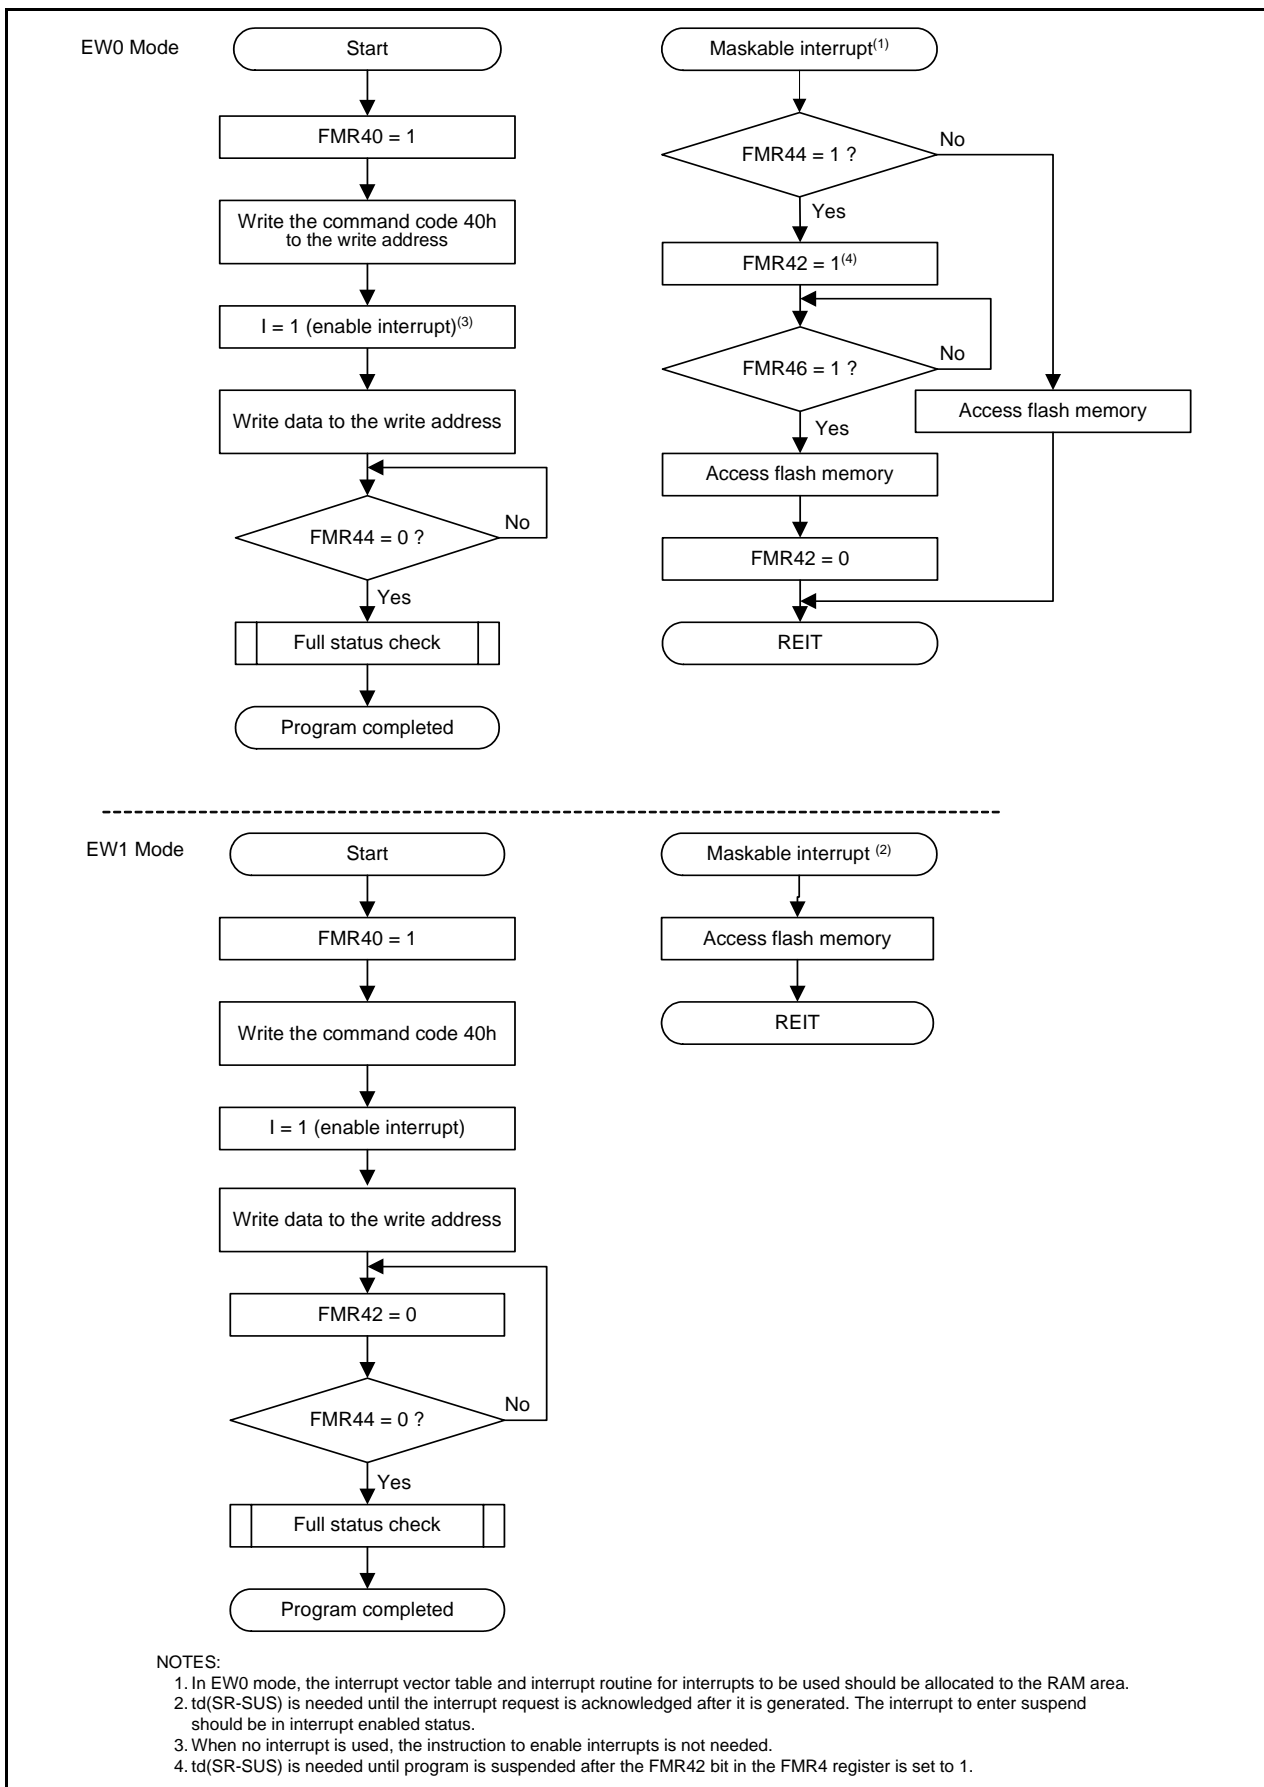 EW0 Mode
Start
FMR40 = 1
Write the command code 40h
to the write address
I = 1 (enable interrupt)(3)
Write data to the write address
FMR44 = 0 ?
No
Yes
Full status check
Program completed
Maskable interrupt(1)
FMR44 = 1 ?
No
Yes
FMR42 = 1(4)
FMR46 = 1 ?
No
Yes
Access flash memory
Access flash memory
FMR42 = 0
REIT
EW1 Mode
Start
FMR40 = 1
Write the command code 40h
I = 1 (enable interrupt)
Write data to the write address
FMR42 = 0
FMR44 = 0 ?
No
Yes
Full status check
Program completed
Maskable interrupt (2)
Access flash memory
REIT
NOTES:
1. In EW0 mode, the interrupt vector table and interrupt routine for interrupts to be used should be allocated to the RAM area.
2. td(SR-SUS) is needed until the interrupt request is acknowledged after it is generated. The interrupt to enter suspend
should be in interrupt enabled status.
3. When no interrupt is used, the instruction to enable interrupts is not needed.
4. td(SR-SUS) is needed until program is suspended after the FMR42 bit in the FMR4 register is set to 1.